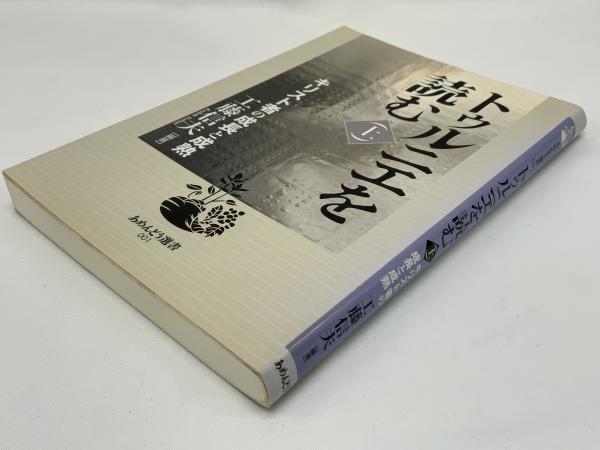 トゥルニエを
読む
上
キリスト者の成長と成熟
工藤信夫 [編著]
あめんどう選書
001
トゥルニエを読む 上
キリスト者の
成長と成熟
工藤信夫 [編著]
あめんどう